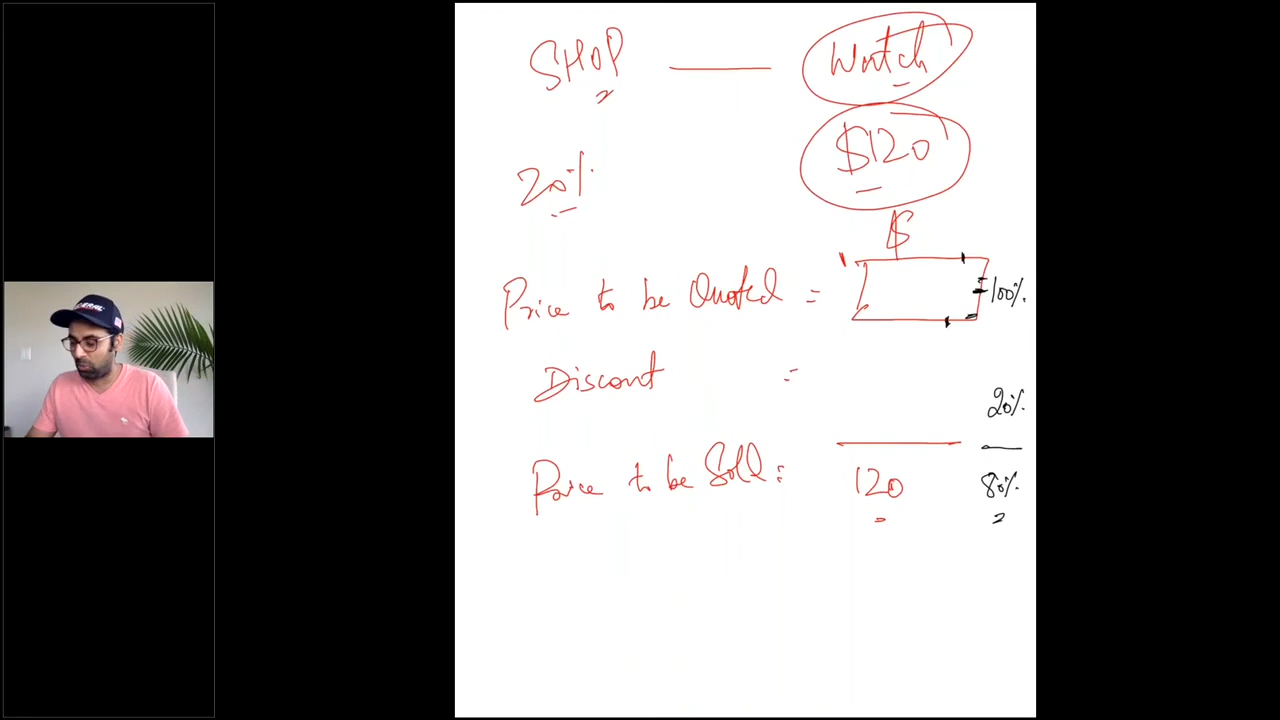 SHOP — Watch
$120
20%
$
Price to be Quoted = 100%
Discount =
20%
Price to be Sold = 120 80%